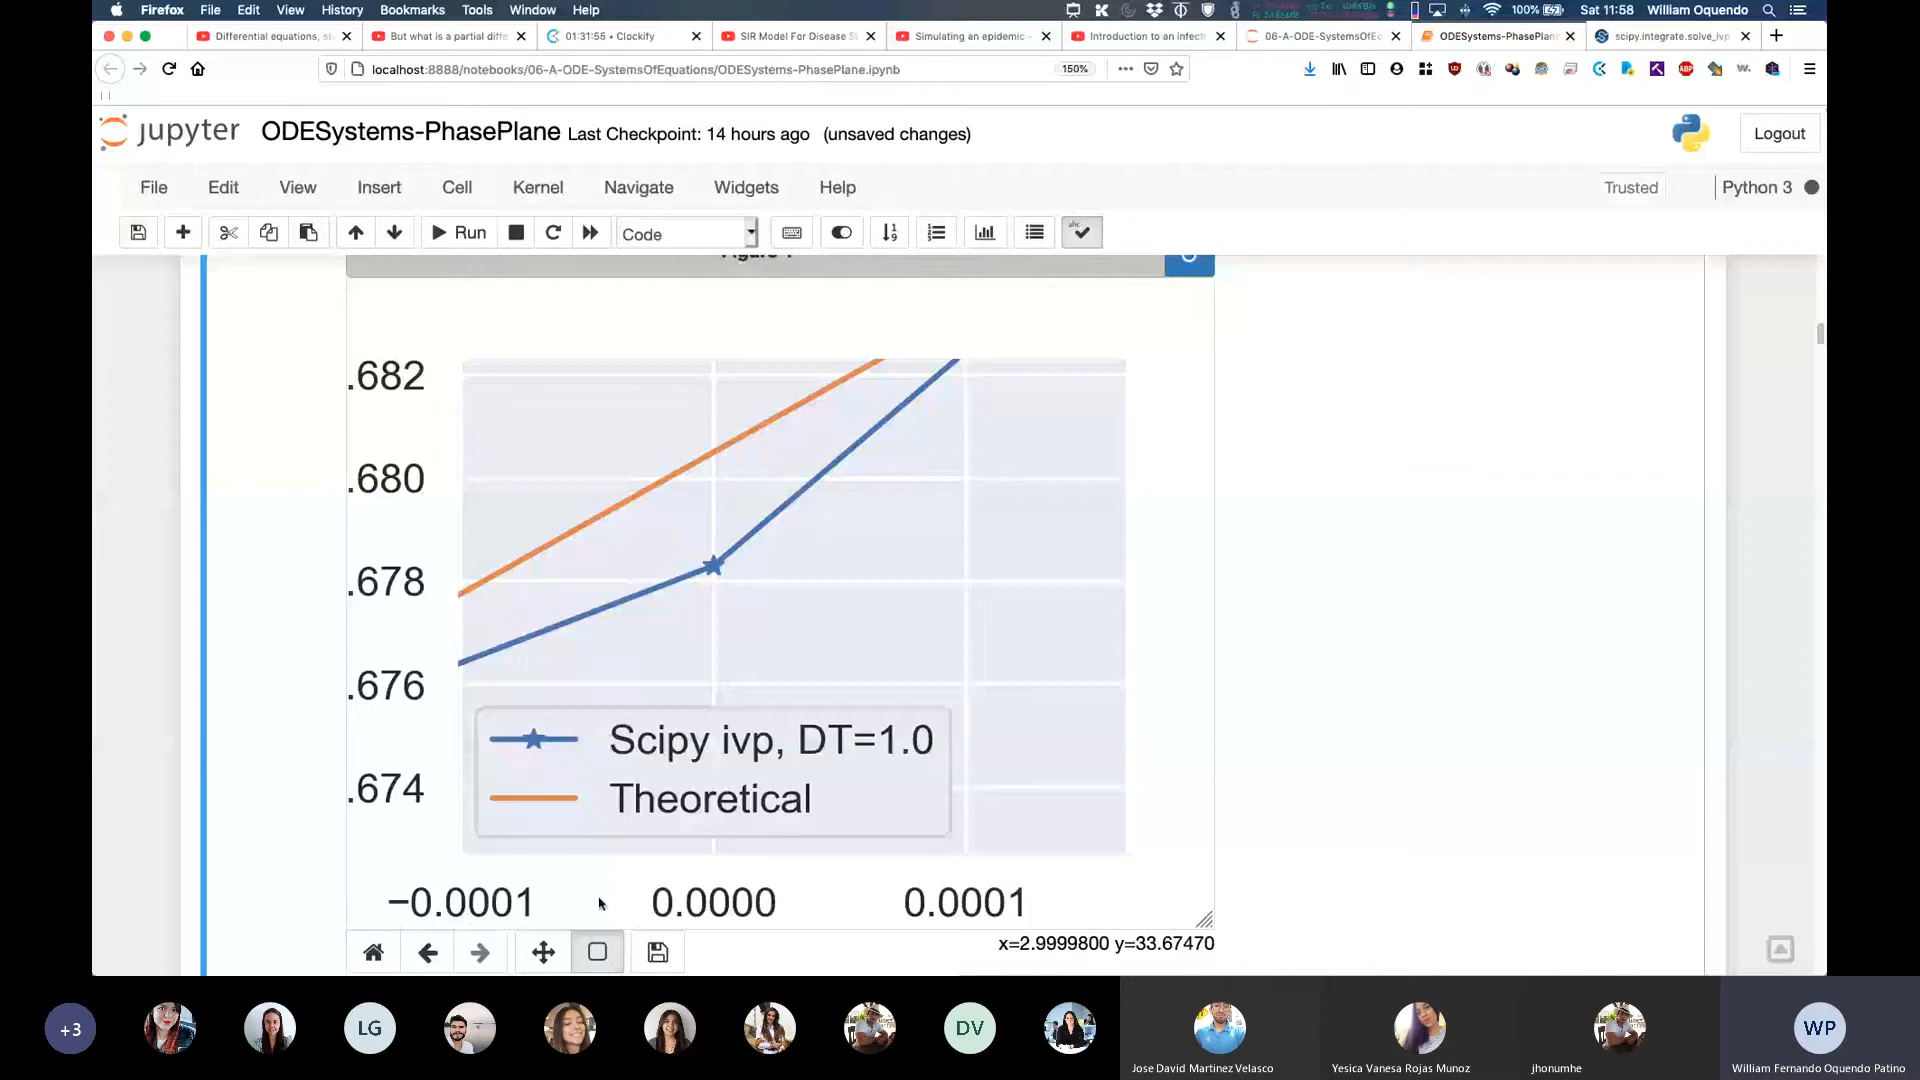 Firefox File Edit View History Bookmarks Tools Window Help 100% Sat 11:58 William Oquendo
Differential equations, st But what is a partial diffe 01:31:55 • Clockify SIR Model For Disease S Simulating an epidemic - Introduction to an infecti 06-A-ODE-SystemsOfEc ODESystems-PhasePlane scipy.integrate.solve_ivp
localhost:8888/notebooks/06-A-ODE-SystemsOfEquations/ODESystems-PhasePlane.ipynb 150%
jupyter ODESystems-PhasePlane Last Checkpoint: 14 hours ago (unsaved changes) Logout
File Edit View Insert Cell Kernel Navigate Widgets Help Trusted Python 3
Run Code
.682
.680
.678
.676
.674
Scipy ivp, DT=1.0
Theoretical
−0.0001 0.0000 0.0001
x=2.9999800 y=33.67470
+3 LG DV WP
Jose David Martinez Velasco Yesica Vanesa Rojas Munoz jhonumhe William Fernando Oquendo Patino